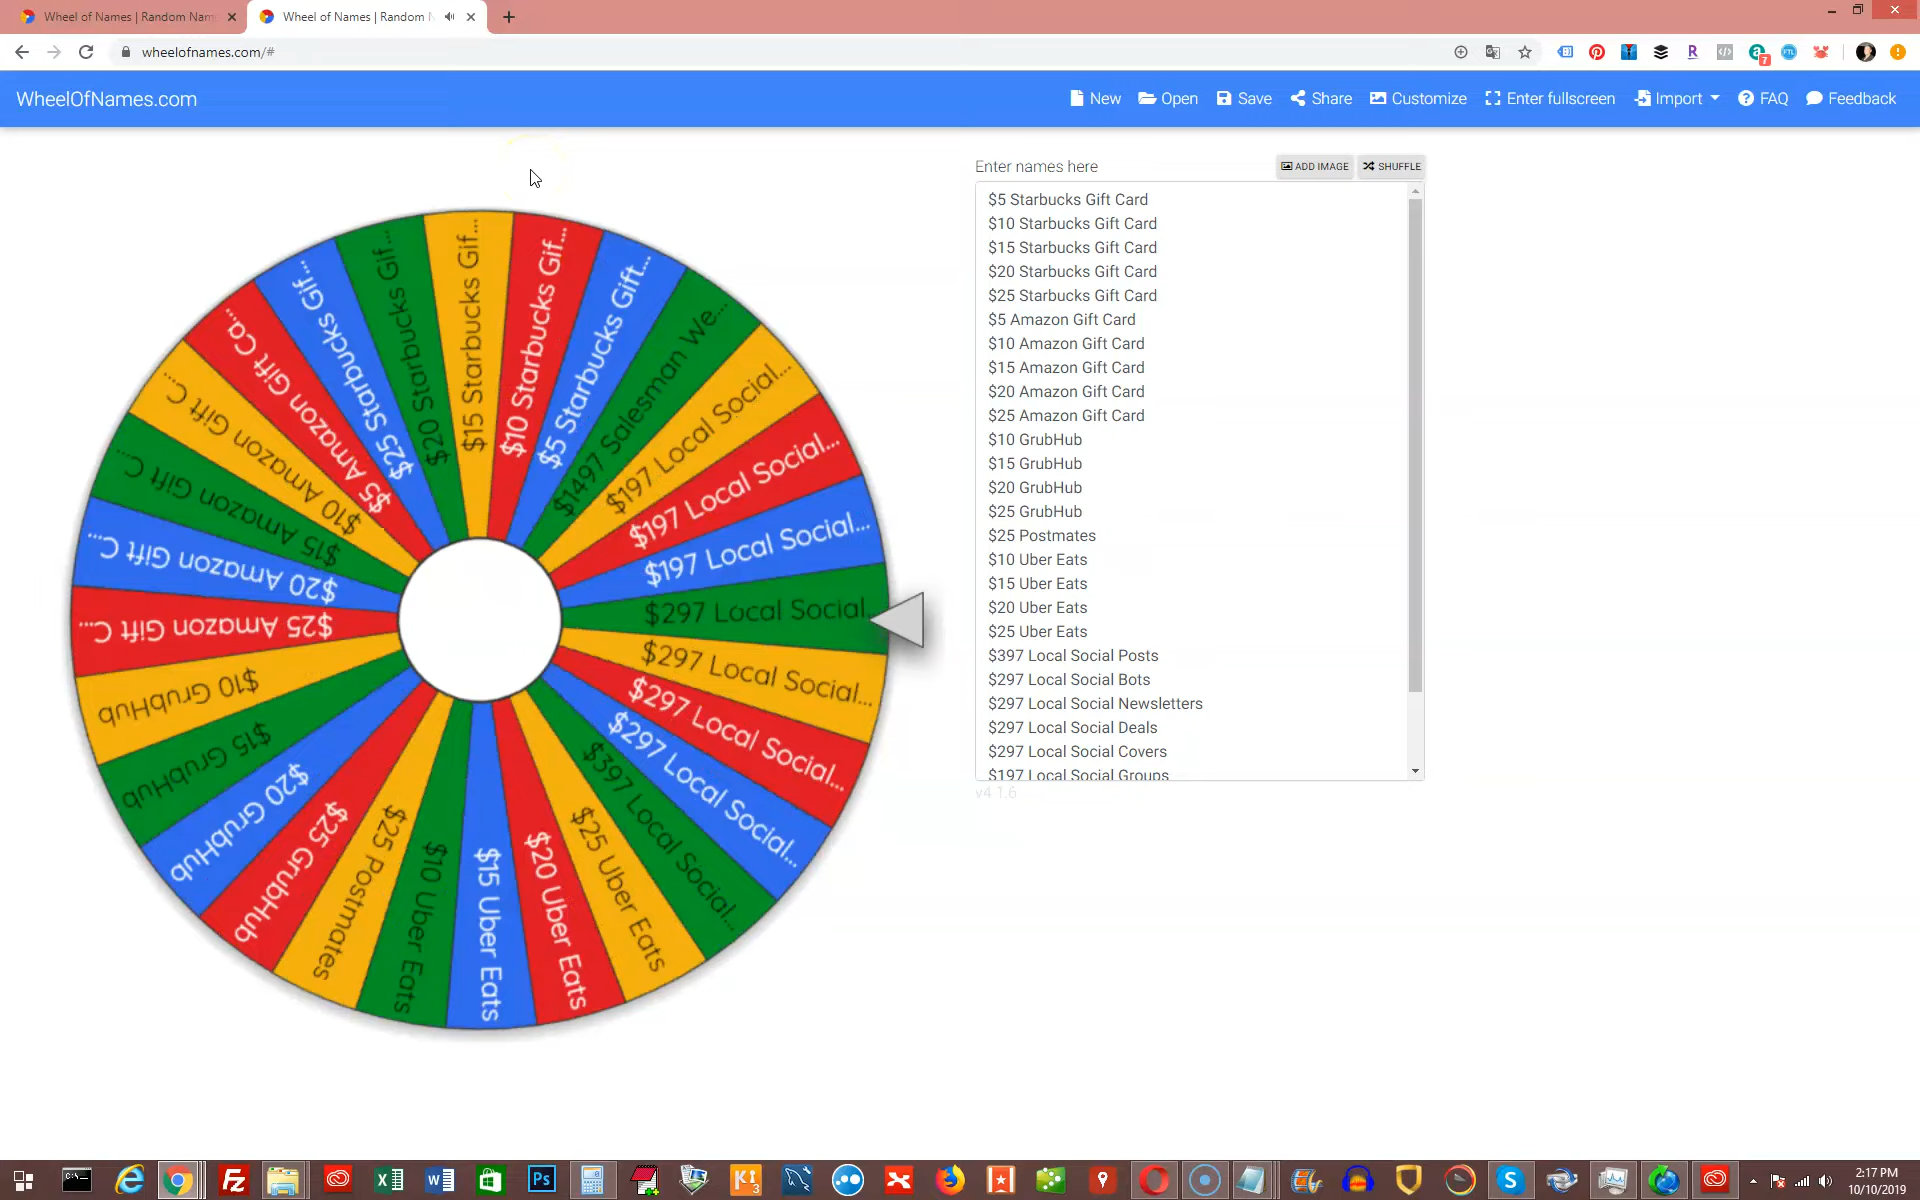 Wheel of Names | Random Nam
Wheel of Names | Random N
wheelofnames.com/#
WheelOfNames.com
New
Open
Save
Share
Customize
Enter fullscreen
Import
FAQ
Feedback
Enter names here
ADD IMAGE
SHUFFLE
$5 Starbucks Gift Card
$10 Starbucks Gift Card
$15 Starbucks Gift Card
$20 Starbucks Gift Card
$25 Starbucks Gift Card
$5 Amazon Gift Card
$10 Amazon Gift Card
$15 Amazon Gift Card
$20 Amazon Gift Card
$25 Amazon Gift Card
$10 GrubHub
$15 GrubHub
$20 GrubHub
$25 GrubHub
$25 Postmates
$10 Uber Eats
$15 Uber Eats
$20 Uber Eats
$25 Uber Eats
$397 Local Social Posts
$297 Local Social Bots
$297 Local Social Newsletters
$297 Local Social Deals
$297 Local Social Covers
$197 Local Social Groups
v4.1.6
$15 Starbucks Gif...
$10 Starbucks Gif...
$5 Starbucks Gift...
$1497 Salesman We...
$197 Local Social...
$197 Local Social...
$197 Local Social...
$297 Local Social...
$297 Local Social...
$297 Local Social...
$297 Local Social...
$397 Local Social...
$25 Uber Eats
$20 Uber Eats
$15 Uber Eats
$10 Uber Eats
$25 Postmates
$25 GrubHub
$20 GrubHub
$15 GrubHub
$10 GrubHub
$25 Amazon Gift C...
$20 Amazon Gift C...
$15 Amazon Gift C...
$10 Amazon Gift C...
$5 Amazon Gift Ca...
$25 Starbucks Gif...
$20 Starbucks Gif...
2:17 PM
10/10/2019